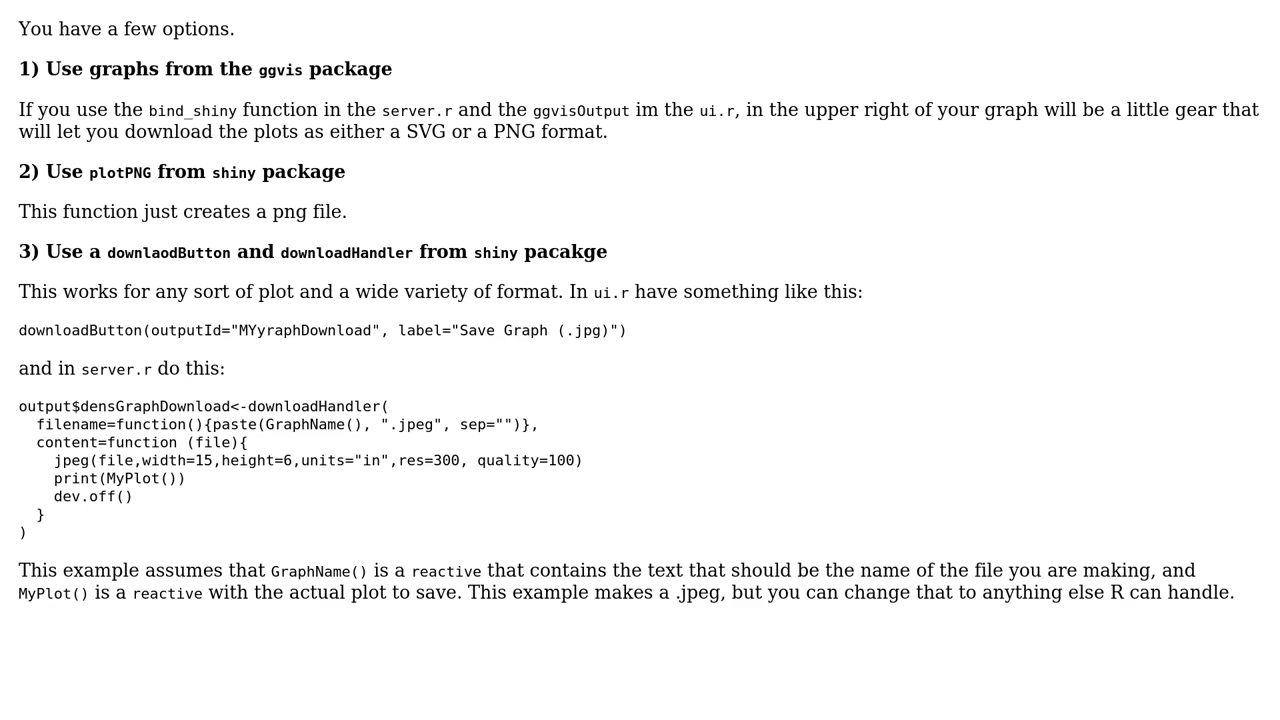 You have a few options.
1) Use graphs from the ggvis package
If you use the bind_shiny function in the server.r and the ggvisOutput im the ui.r, in the upper right of your graph will be a little gear that
will let you download the plots as either a SVG or a PNG format.
2) Use plotPNG from shiny package
This function just creates a png file.
3) Use a downlaodButton and downloadHandler from shiny pacakge
This works for any sort of plot and a wide variety of format. In ui.r have something like this:
downloadButton(outputId="MYyraphDownload", label="Save Graph (.jpg)")
and in server.r do this:
output$densGraphDownload<-downloadHandler(
  filename=function(){paste(GraphName(), ".jpeg", sep="")},
  content=function (file){
    jpeg(file,width=15,height=6,units="in",res=300, quality=100)
    print(MyPlot())
    dev.off()
  }
)
This example assumes that GraphName() is a reactive that contains the text that should be the name of the file you are making, and
MyPlot() is a reactive with the actual plot to save. This example makes a .jpeg, but you can change that to anything else R can handle.